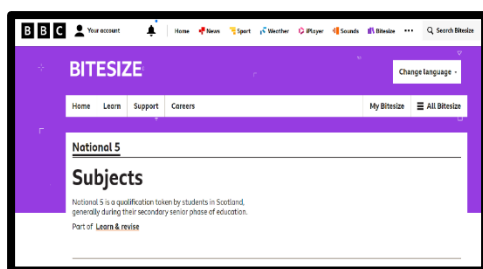 BBC Your account Home News Sport Weather iPlayer Sounds Bitesize Search Bitesize
BITESIZE
Change language
Home Learn Support Careers My Bitesize All Bitesize
National 5
Subjects
National 5 is a qualification taken by students in Scotland,
generally during their secondary senior phase of education.
Part of Learn & revise